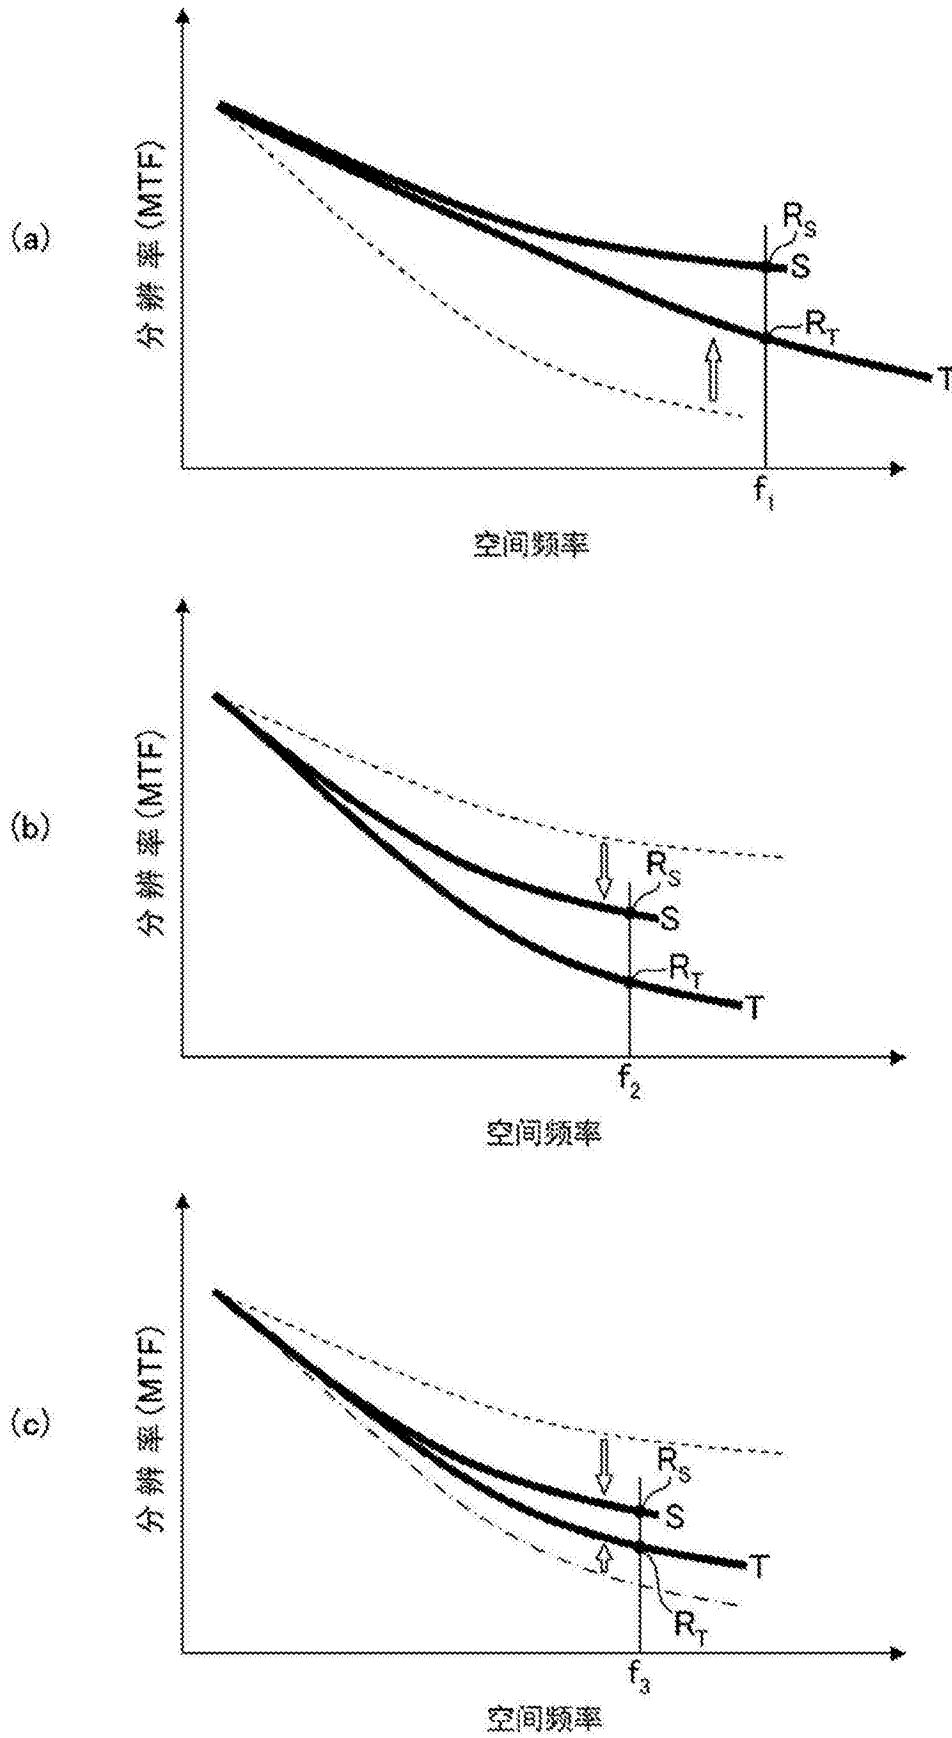 (a)
分辨率(MTF)
R_S
S
R_T
T
f_1
空间频率
(b)
分辨率(MTF)
R_S
S
R_T
T
f_2
空间频率
(c)
分辨率(MTF)
R_S
S
T
R_T
f_3
空间频率